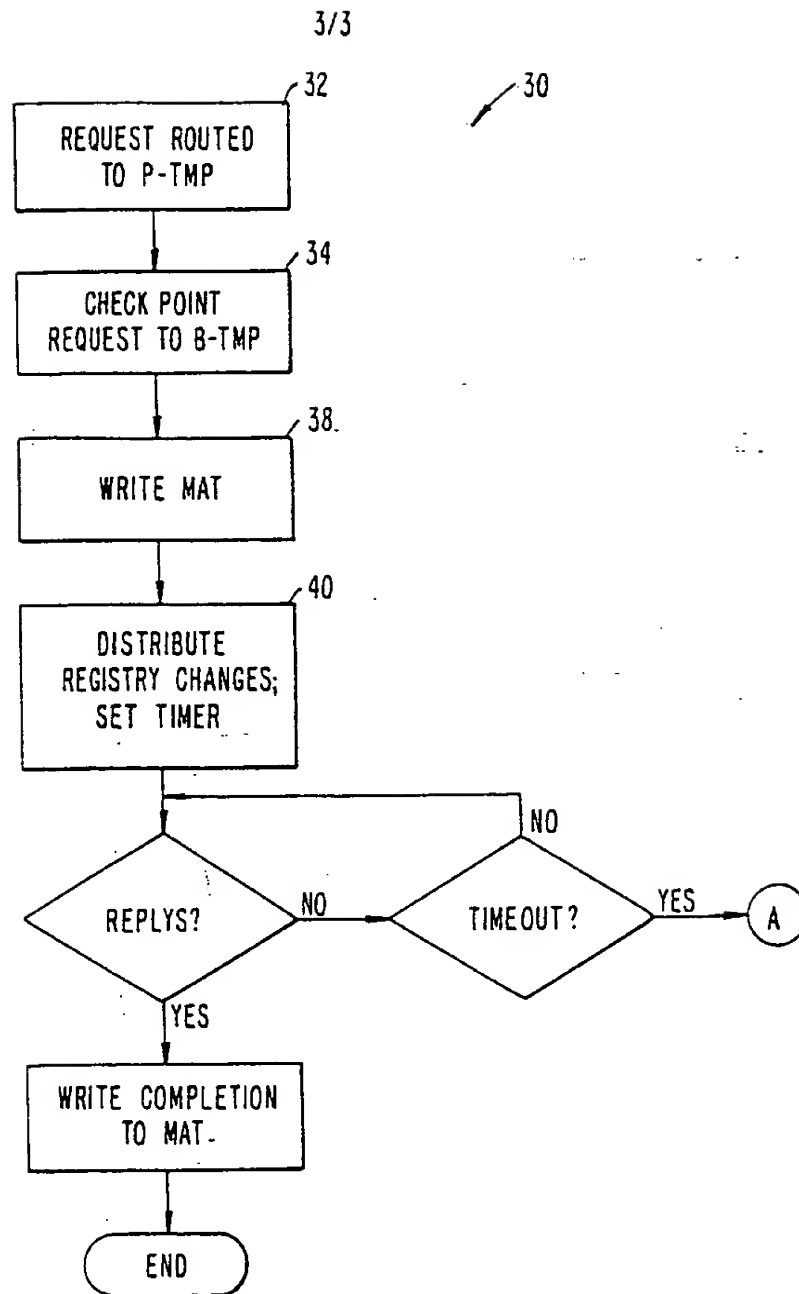 3/3
32
30
REQUEST ROUTED
TO P-TMP
34
CHECK POINT
REQUEST TO B-TMP
38
WRITE MAT
40
DISTRIBUTE
REGISTRY CHANGES;
SET TIMER
NO
REPLYS?
NO
TIMEOUT?
YES
A
YES
WRITE COMPLETION
TO MAT
END